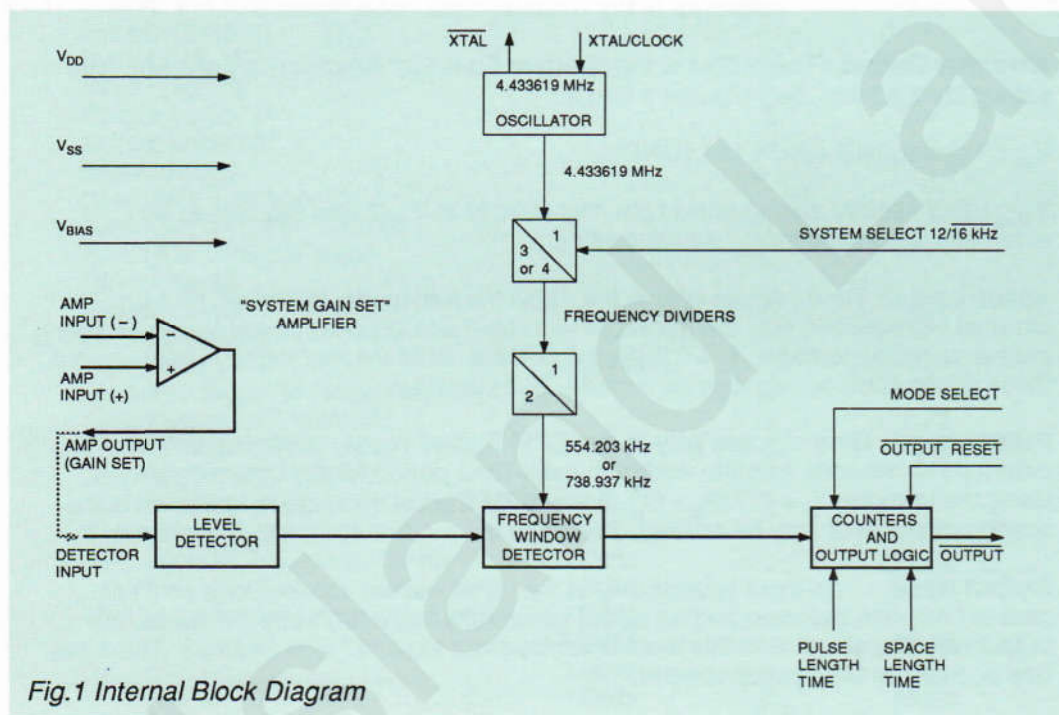 XTAL
XTAL/CLOCK
VDD
4.433619 MHz
OSCILLATOR
VSS
4.433619 MHz
1
3
or 4
SYSTEM SELECT 12/16 kHz
VBIAS
AMP
INPUT (−)
"SYSTEM GAIN SET"
AMPLIFIER
FREQUENCY DIVIDERS
−
+
AMP
INPUT (+)
1
2
MODE SELECT
AMP OUTPUT
(GAIN SET)
554.203 kHz
or
738.937 kHz
OUTPUT RESET
DETECTOR
INPUT
LEVEL
DETECTOR
FREQUENCY
WINDOW
DETECTOR
COUNTERS
AND
OUTPUT LOGIC
OUTPUT
PULSE
LENGTH
TIME
SPACE
LENGTH
TIME
Fig.1 Internal Block Diagram